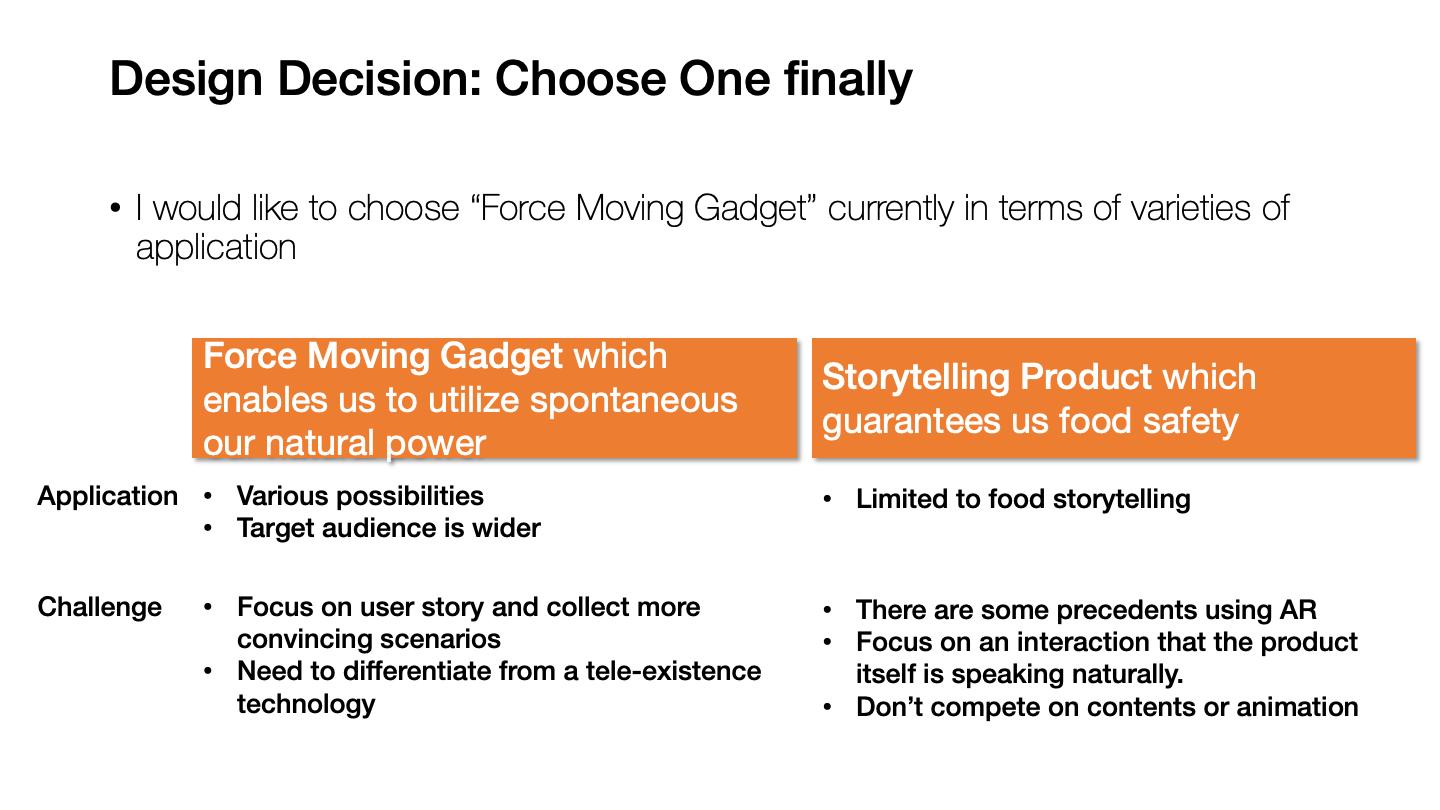 Design Decision: Choose One finally
• I would like to choose “Force Moving Gadget” currently in terms of varieties of
application
Force Moving Gadget which
enables us to utilize spontaneous
our natural power
Storytelling Product which
guarantees us food safety
Application
• Various possibilities
• Target audience is wider
• Limited to food storytelling
Challenge
• Focus on user story and collect more
convincing scenarios
• Need to differentiate from a tele-existence
technology
• There are some precedents using AR
• Focus on an interaction that the product
itself is speaking naturally.
• Don’t compete on contents or animation